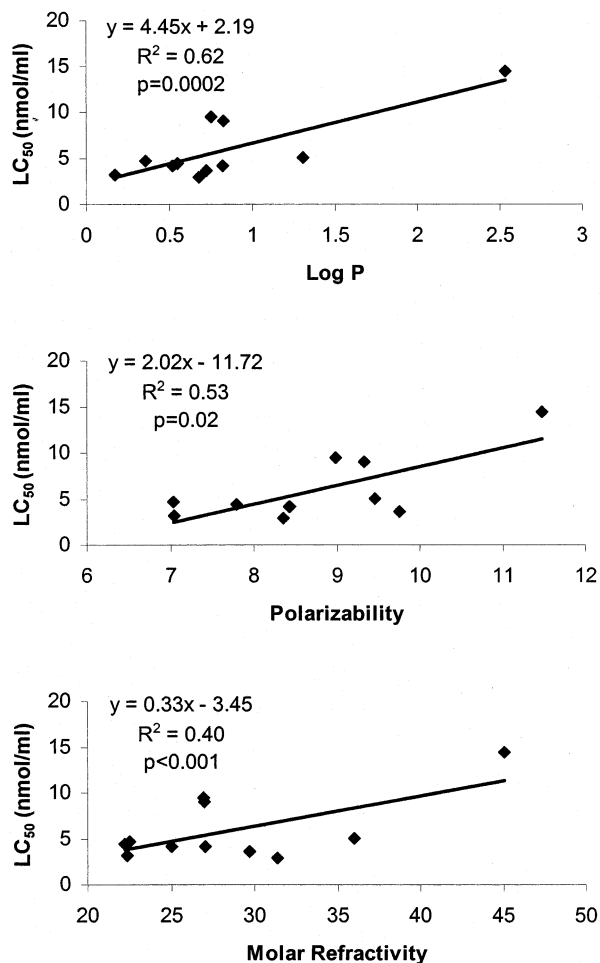 y = 4.45x + 2.19
R² = 0.62
p=0.0002
LC₅₀ (nmol/ml)
20
15
10
5
0
0 0.5 1 1.5 2 2.5 3
Log P
y = 2.02x - 11.72
R² = 0.53
p=0.02
LC₅₀ (nmol/ml)
20
15
10
5
0
6 7 8 9 10 11 12
Polarizability
y = 0.33x - 3.45
R² = 0.40
p<0.001
LC₅₀ (nmol/ml)
20
15
10
5
0
20 25 30 35 40 45 50
Molar Refractivity